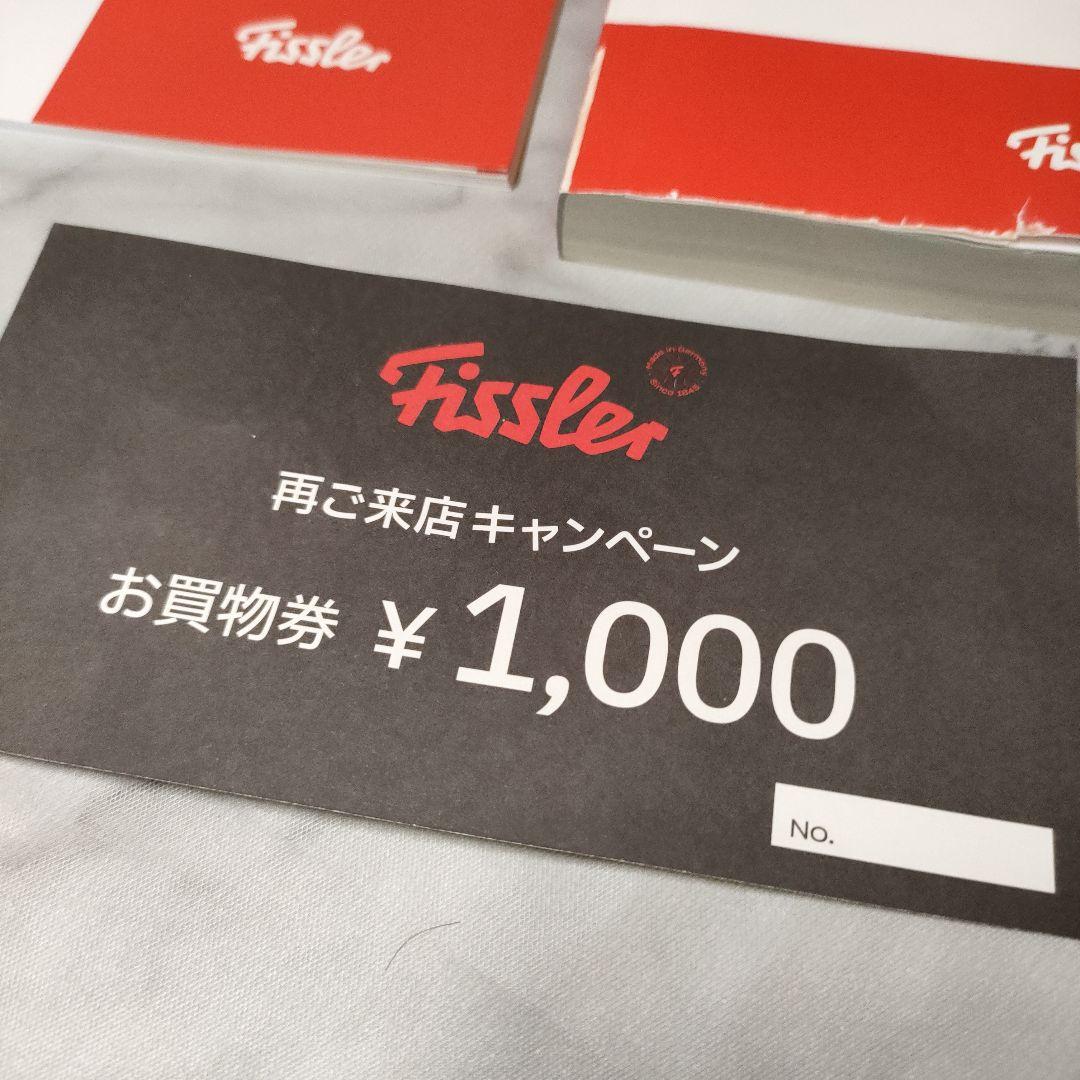 Fissler
Fis
Fissler
Made in Germany
Since 1845
再ご来店キャンペーン
お買物券 ¥1,000
No.